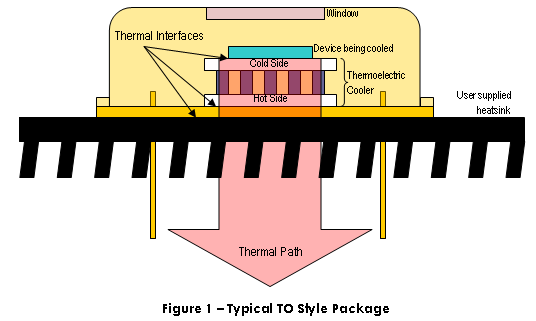 Window
Thermal Interfaces
Device being cooled
Cold Side
Thermoelectric
Cooler
Hot Side
User supplied
heatsink
Thermal Path
Figure 1 – Typical TO Style Package